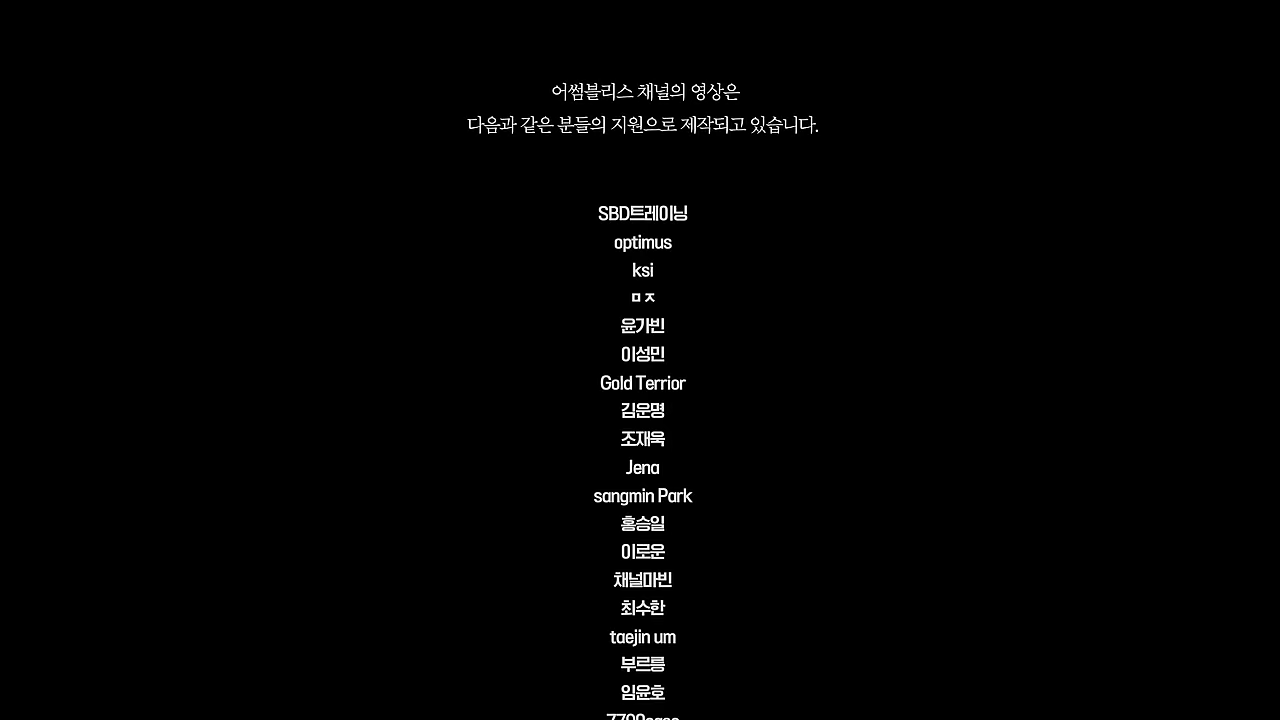 어썸블리스 채널의 영상은
다음과 같은 분들의 지원으로 제작되고 있습니다.
SBD트레이닝
optimus
ksi
ㅁㅈ
윤가빈
이성민
Gold Terrior
김운명
조재욱
Jena
sangmin Park
홍승일
이로운
채널마빈
최수한
taejin um
부르릉
임윤호